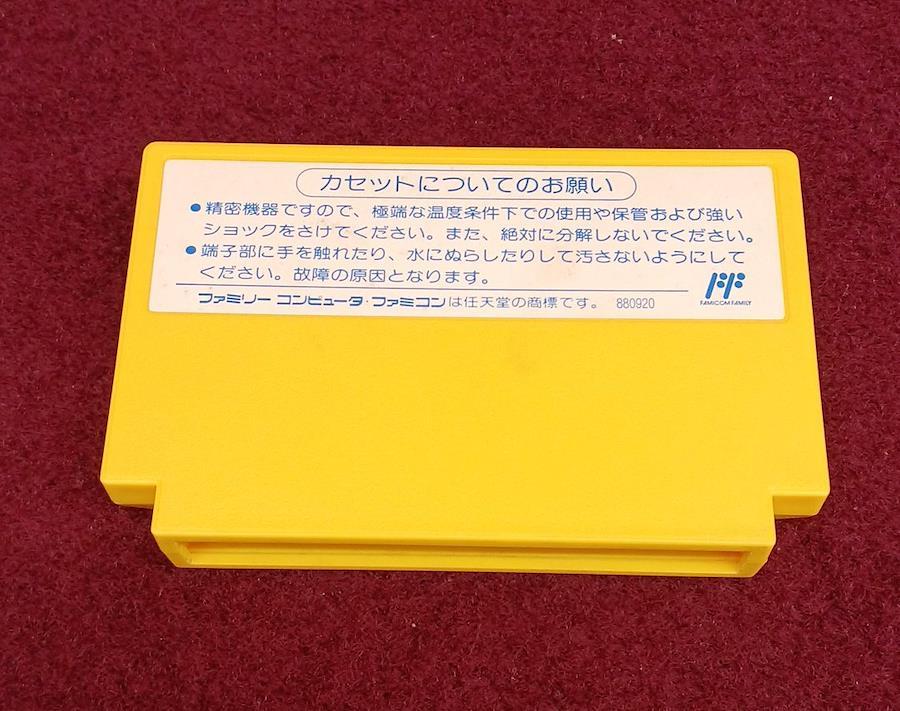 カセットについてのお願い
●精密機器ですので、極端な温度条件下での使用や保管および強い
ショックをさけてください。また、絶対に分解しないでください。
●端子部に手を触れたり、水にぬらしたりして汚さないようにして
ください。故障の原因となります。
ファミリー コンピュータ・ファミコンは任天堂の商標です。 880920
FAMICOM FAMILY